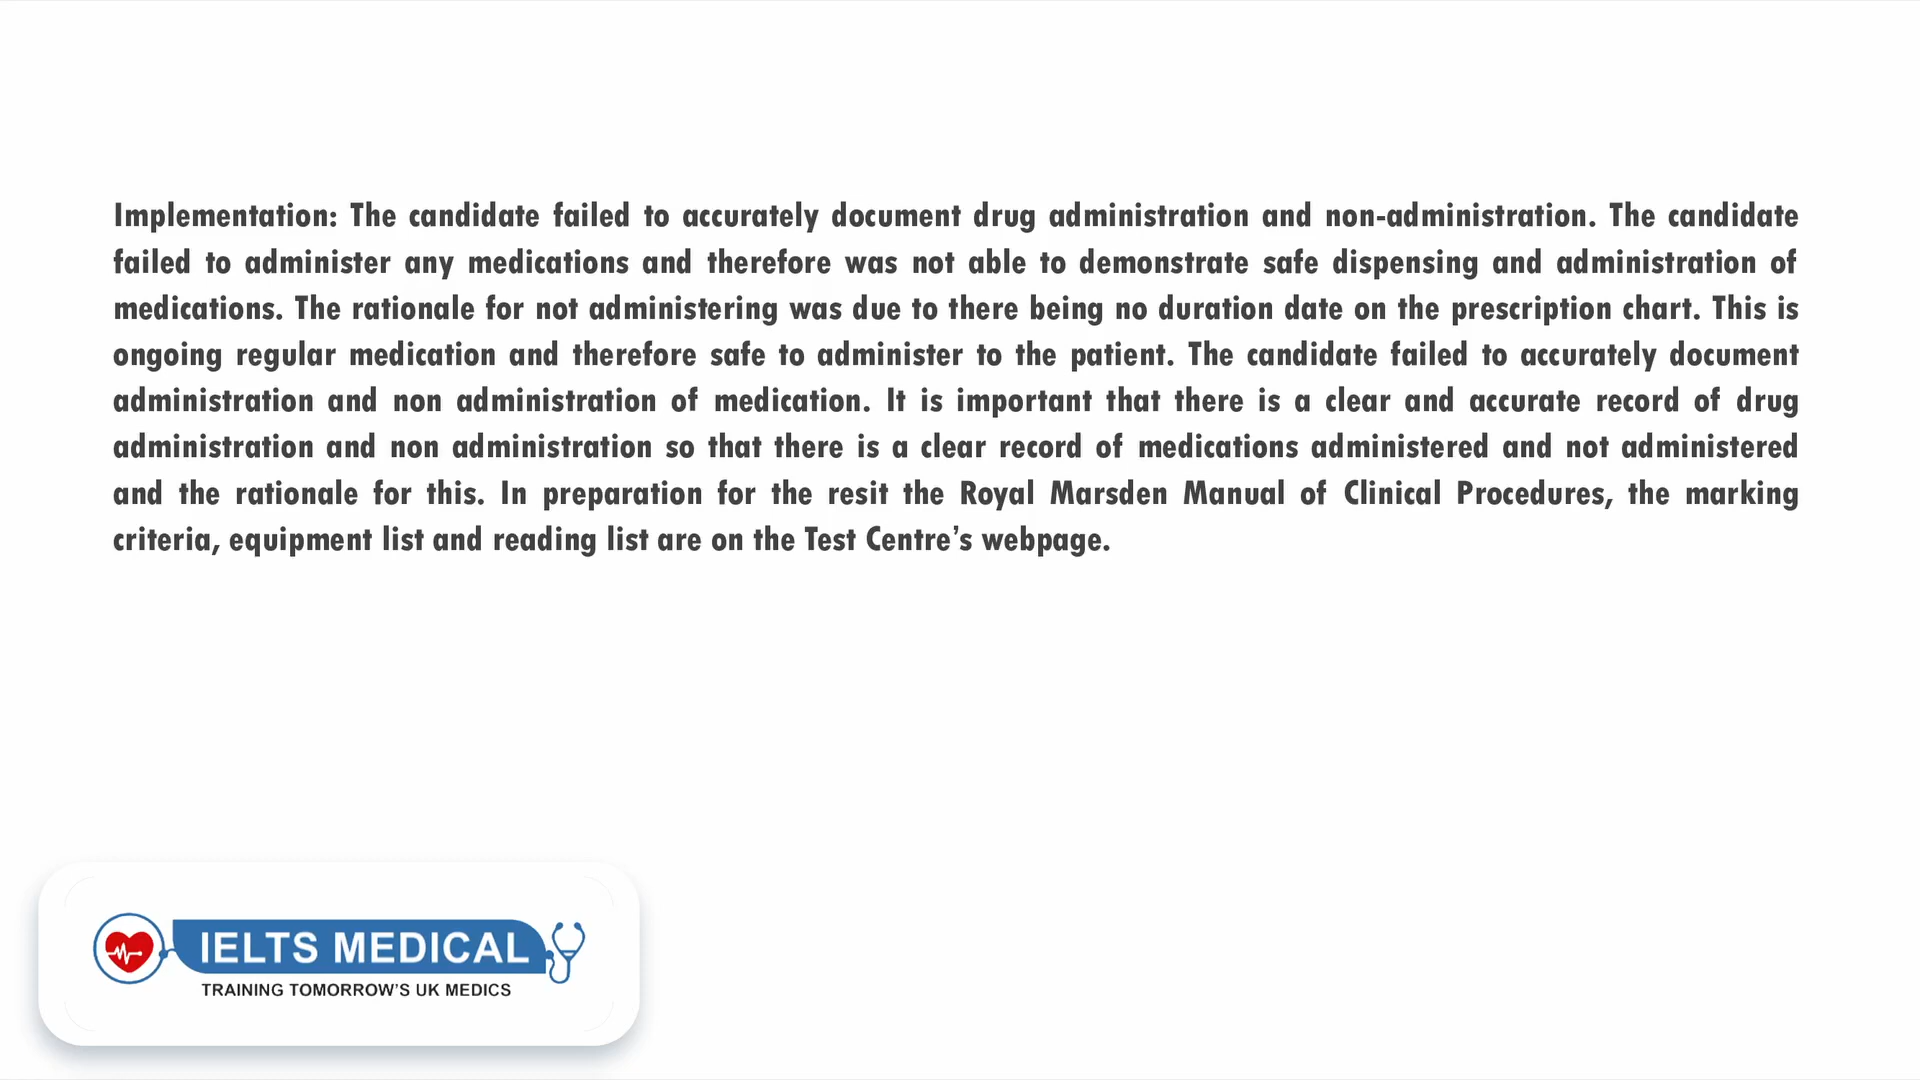 Implementation: The candidate failed to accurately document drug administration and non-administration. The candidate
failed to administer any medications and therefore was not able to demonstrate safe dispensing and administration of
medications. The rationale for not administering was due to there being no duration date on the prescription chart. This is
ongoing regular medication and therefore safe to administer to the patient. The candidate failed to accurately document
administration and non administration of medication. It is important that there is a clear and accurate record of drug
administration and non administration so that there is a clear record of medications administered and not administered
and the rationale for this. In preparation for the resit the Royal Marsden Manual of Clinical Procedures, the marking
criteria, equipment list and reading list are on the Test Centre’s webpage.
IELTS MEDICAL
TRAINING TOMORROW'S UK MEDICS